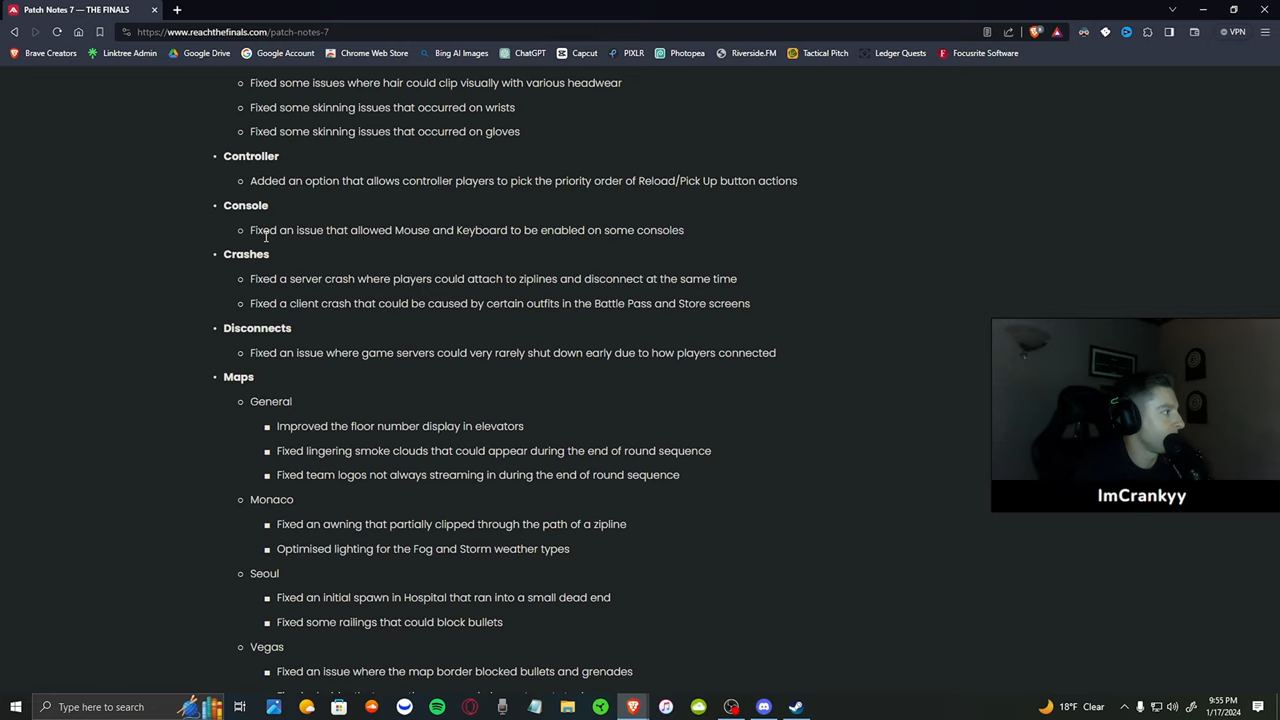 Patch Notes 7 — THE FINALS
https://www.reachthefinals.com/patch-notes-7
VPN
Brave Creators
Linktree Admin
Google Drive
Google Account
Chrome Web Store
Bing AI Images
ChatGPT
Capcut
PIXLR
Photopea
Riverside.FM
Tactical Pitch
Ledger Quests
Focusrite Software
Fixed some issues where hair could clip visually with various headwear
Fixed some skinning issues that occurred on wrists
Fixed some skinning issues that occurred on gloves
Controller
Added an option that allows controller players to pick the priority order of Reload/Pick Up button actions
Console
Fixed an issue that allowed Mouse and Keyboard to be enabled on some consoles
Crashes
Fixed a server crash where players could attach to ziplines and disconnect at the same time
Fixed a client crash that could be caused by certain outfits in the Battle Pass and Store screens
Disconnects
Fixed an issue where game servers could very rarely shut down early due to how players connected
Maps
General
Improved the floor number display in elevators
Fixed lingering smoke clouds that could appear during the end of round sequence
Fixed team logos not always streaming in during the end of round sequence
Monaco
Fixed an awning that partially clipped through the path of a zipline
Optimised lighting for the Fog and Storm weather types
Seoul
Fixed an initial spawn in Hospital that ran into a small dead end
Fixed some railings that could block bullets
Vegas
Fixed an issue where the map border blocked bullets and grenades
ImCrankyy
Type here to search
18°F Clear
9:55 PM
1/17/2024